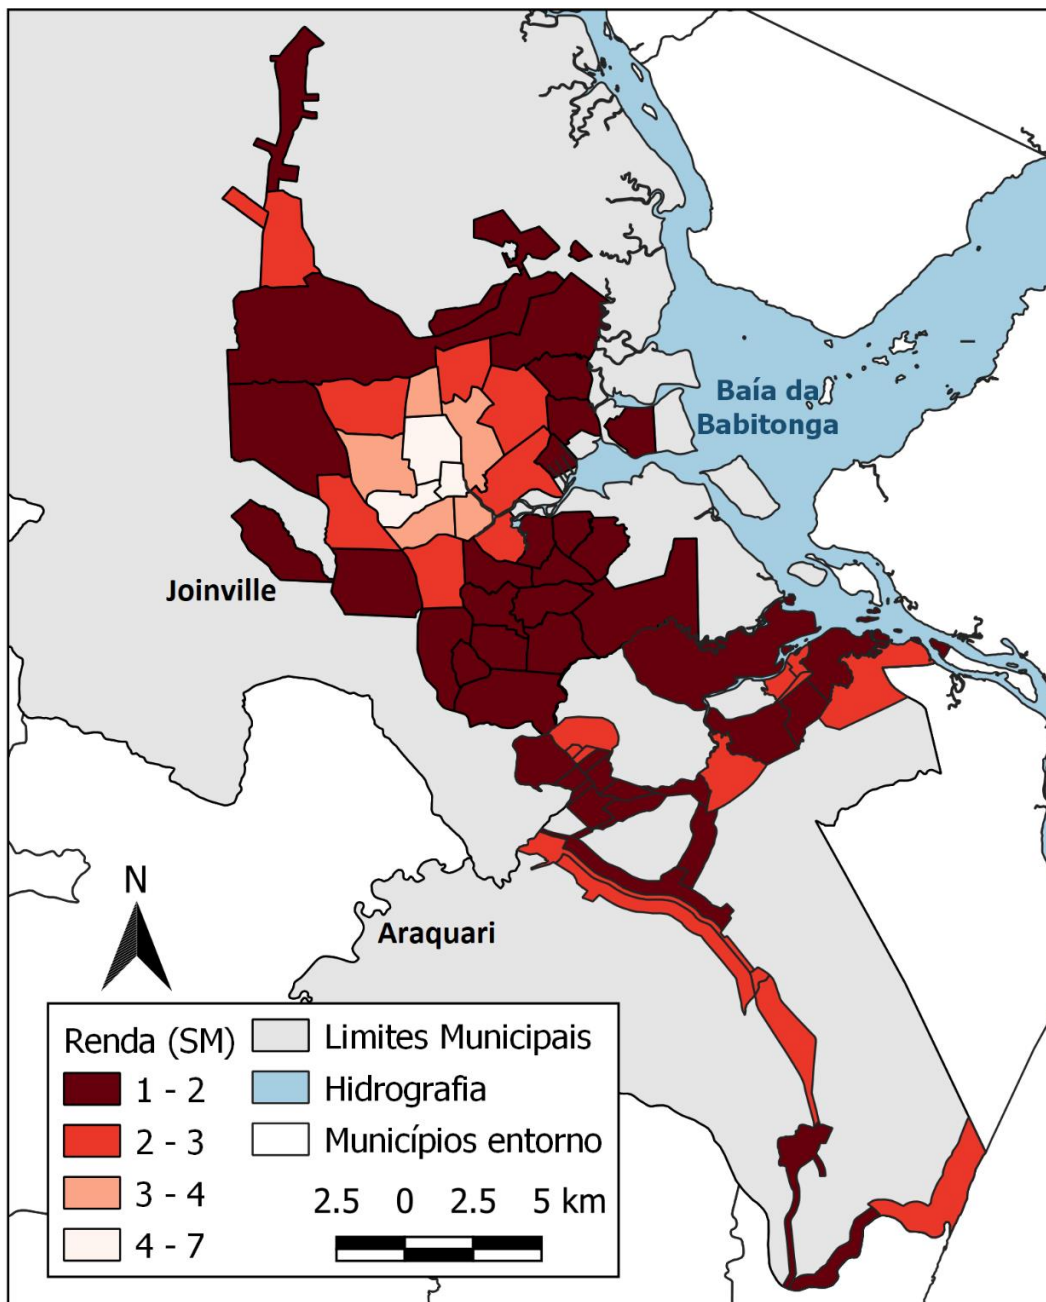 Baía da
Babitonga
Joinville
Araquari
N
Renda (SM)
1 - 2
2 - 3
3 - 4
4 - 7
Limites Municipais
Hidrografia
Municípios entorno
2.5 0 2.5 5 km